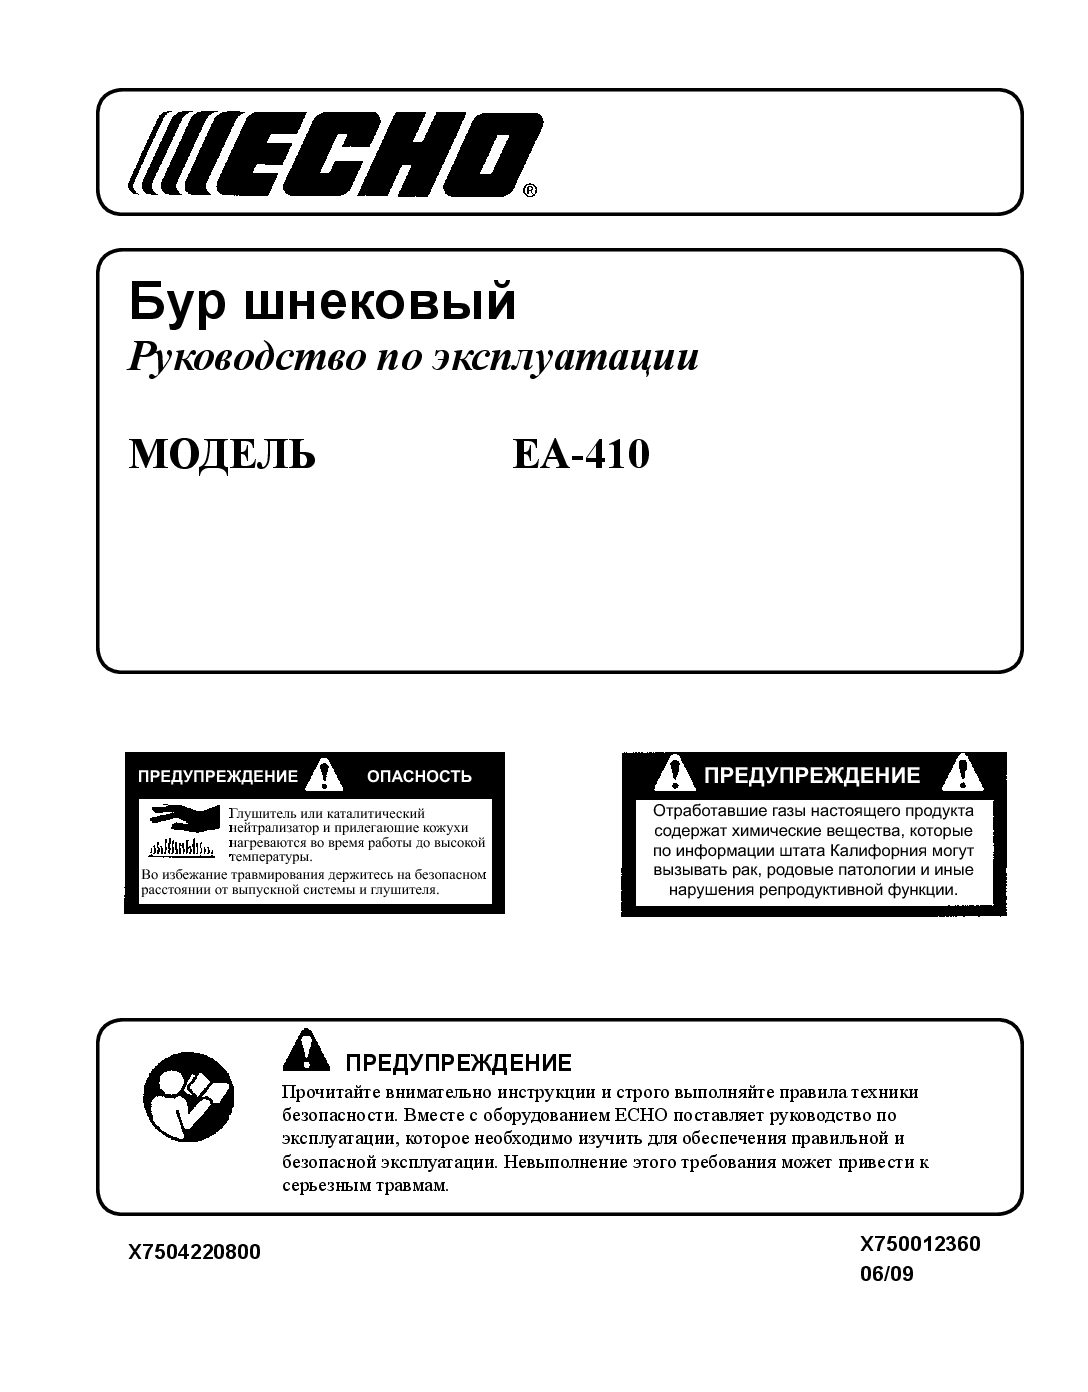 ECHO®
Бур шнековый
Руководство по эксплуатации
МОДЕЛЬ EA-410
ПРЕДУПРЕЖДЕНИЕ ОПАСНОСТЬ
Глушитель или каталитический
нейтрализатор и прилегающие кожухи
нагреваются во время работы до высокой
температуры.
Во избежание травмирования держитесь на безопасном
расстоянии от выпускной системы и глушителя.
ПРЕДУПРЕЖДЕНИЕ
Отработавшие газы настоящего продукта
содержат химические вещества, которые
по информации штата Калифорния могут
вызывать рак, родовые патологии и иные
нарушения репродуктивной функции.
ПРЕДУПРЕЖДЕНИЕ
Прочитайте внимательно инструкции и строго выполняйте правила техники
безопасности. Вместе с оборудованием ECHO поставляет руководство по
эксплуатации, которое необходимо изучить для обеспечения правильной и
безопасной эксплуатации. Невыполнение этого требования может привести к
серьезным травмам.
X7504220800
X750012360
06/09